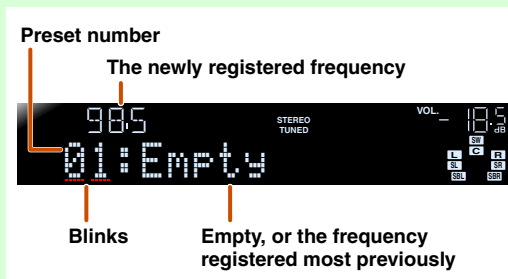 Preset number
The newly registered frequency
98.5 STEREO TUNED VOL. -18.5 dB
01:Empty
SW
L C R
SL SR
SBL SBR
Blinks
Empty, or the frequency
registered most previously